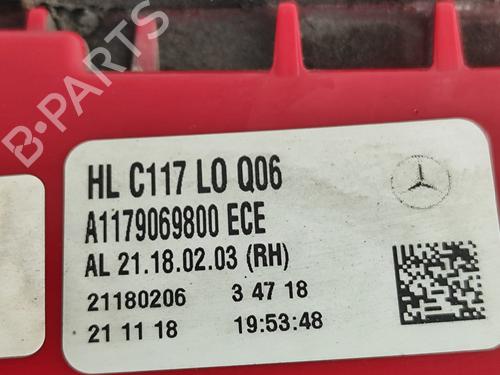 HL C117 LO Q06
A1179069800 ECE
AL 21.18.02.03 (RH)
21180206 3 47 18
21 11 18 19:53:48
B-PARTS